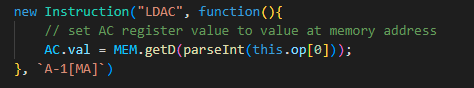 new Instruction("LDAC", function(){
    // set AC register value to value at memory address
    AC.val = MEM.getD(parseInt(this.op[0]));
}, `A-1[MA]`)